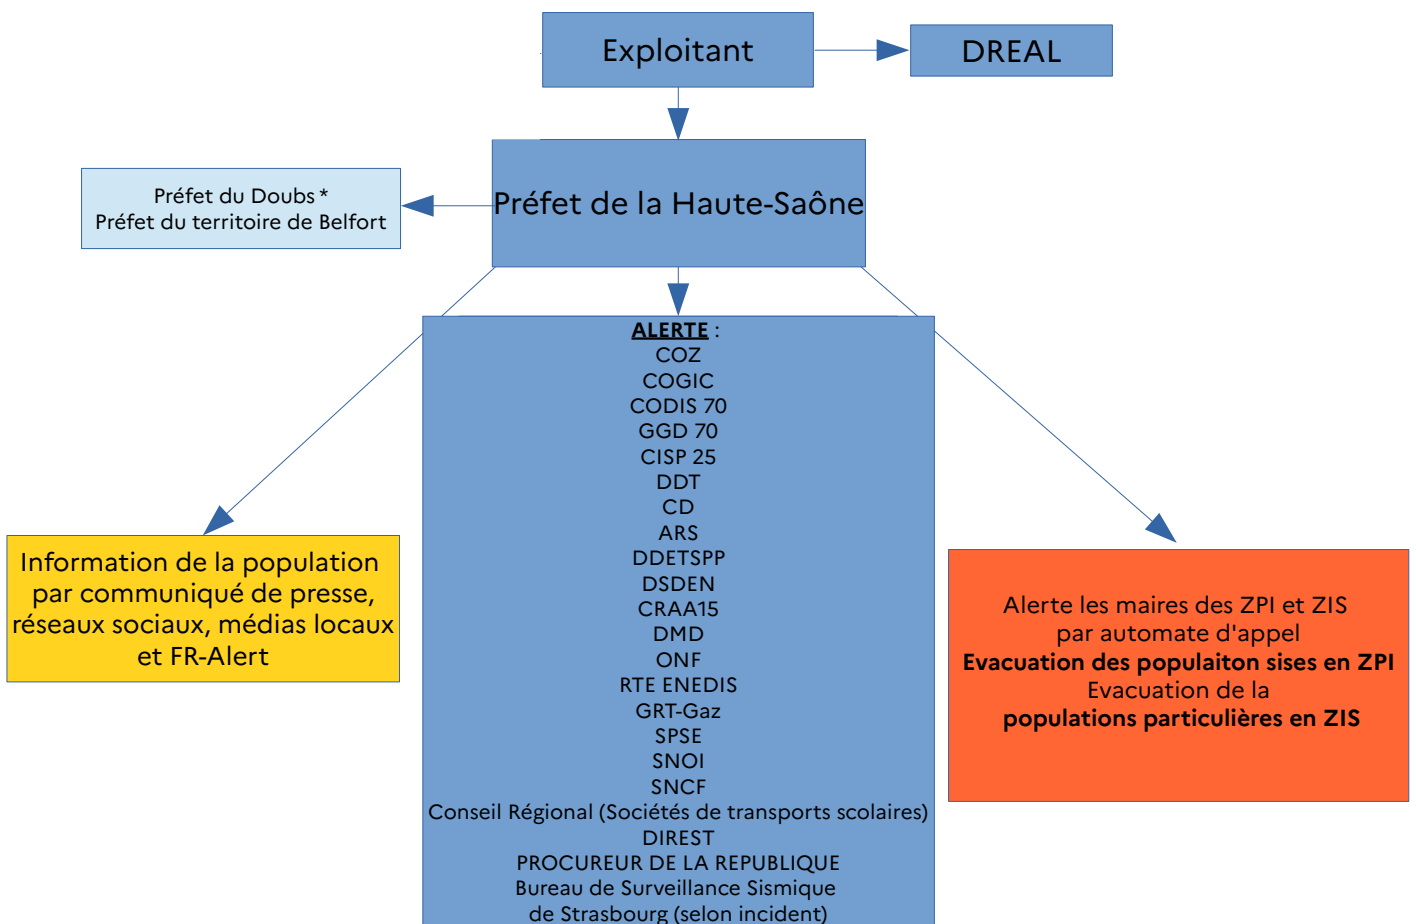 Exploitant
DREAL
Préfet du Doubs *
Préfet du territoire de Belfort
Préfet de la Haute-Saône
ALERTE :
COZ
COGIC
CODIS 70
GGD 70
CISP 25
DDT
CD
ARS
DDETSPP
DSDEN
CRAA15
DMD
ONF
RTE ENEDIS
GRT-Gaz
SPSE
SNOI
SNCF
Conseil Régional (Sociétés de transports scolaires)
DIREST
PROCUREUR DE LA REPUBLIQUE
Bureau de Surveillance Sismique
de Strasbourg (selon incident)
Information de la population
par communiqué de presse,
réseaux sociaux, médias locaux
et FR-Alert
Alerte les maires des ZPI et ZIS
par automate d'appel
Evacuation des populaiton sises en ZPI
Evacuation de la
populations particulières en ZIS